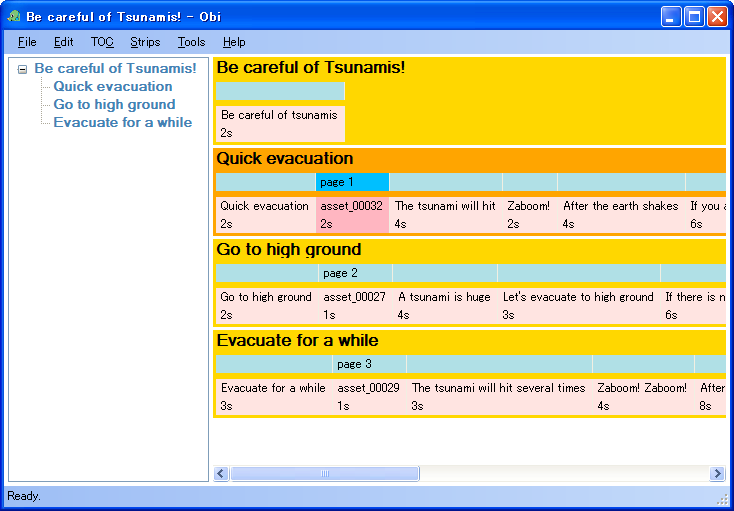 Be careful of Tsunamis! - Obi
File Edit TOC Strips Tools Help
Be careful of Tsunamis!
Quick evacuation
Go to high ground
Evacuate for a while
Be careful of Tsunamis!
Be careful of tsunamis
2s
Quick evacuation
page 1
Quick evacuation asset_00032 The tsunami will hit Zaboom! After the earth shakes If you
2s 2s 4s 2s 4s 6s
Go to high ground
page 2
Go to high ground asset_00027 A tsunami is huge Let's evacuate to high ground If there is
2s 1s 4s 3s 6s
Evacuate for a while
page 3
Evacuate for a while asset_00029 The tsunami will hit several times Zaboom! Zaboom! After
3s 1s 3s 4s 8s
Ready.